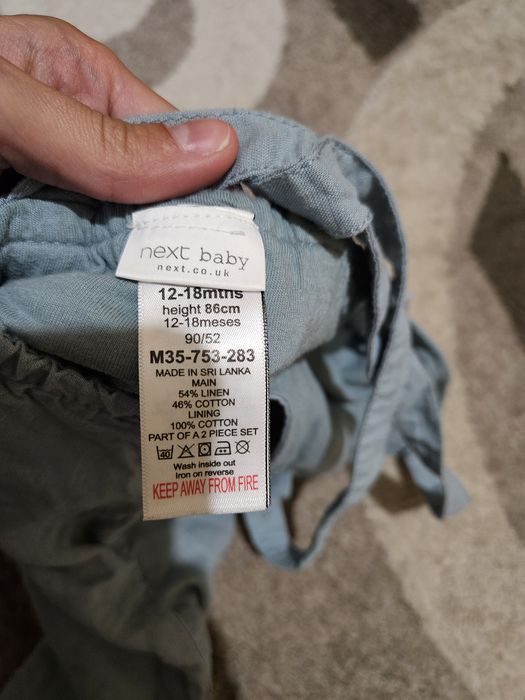 next baby
next.co.uk
12-18mths
height 86cm
12-18meses
90/52
M35-753-283
MADE IN SRI LANKA
MAIN
54% LINEN
46% COTTON
LINING
100% COTTON
PART OF A 2 PIECE SET
40
Wash inside out
Iron on reverse
KEEP AWAY FROM FIRE